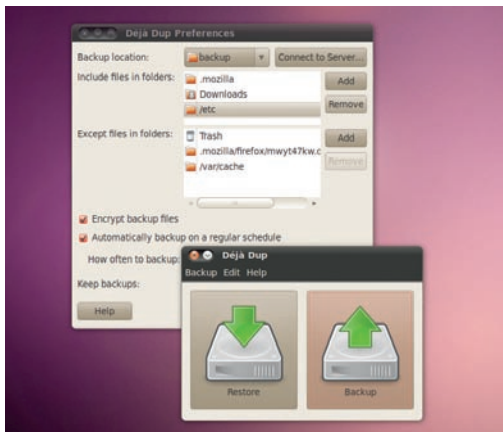 Déjà Dup Preferences
Backup location:
backup
Connect to Server...
Include files in folders:
.mozilla
Downloads
/etc
Add
Remove
Except files in folders:
Trash
.mozilla/firefox/mwyt47kw.c
/var/cache
Add
Remove
Encrypt backup files
Automatically backup on a regular schedule
How often to backup:
Keep backups:
Help
Déjà Dup
Backup Edit Help
Restore
Backup